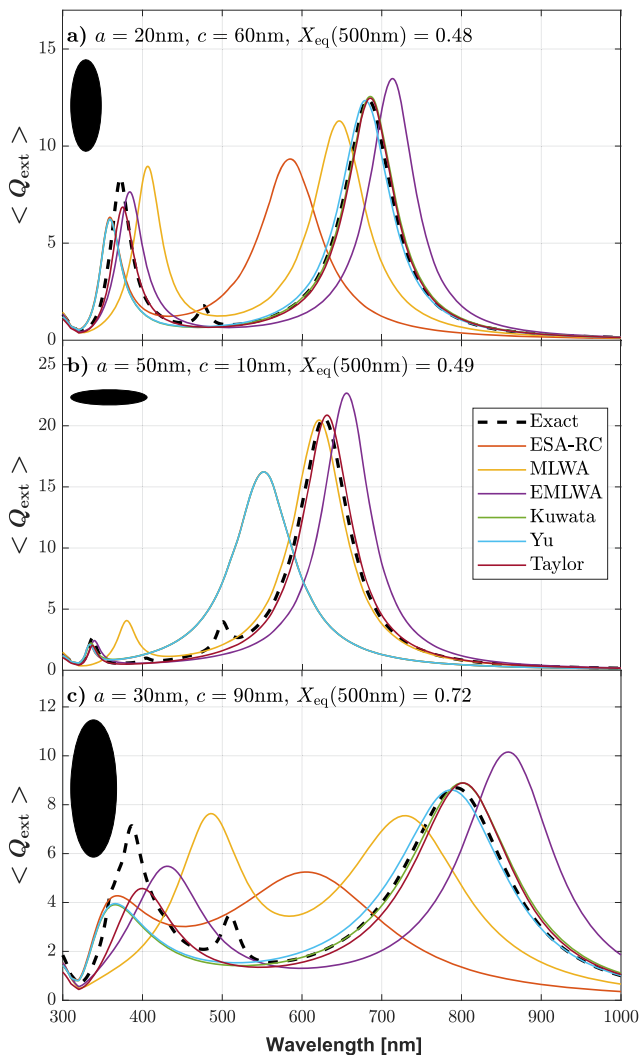 a) a = 20nm, c = 60nm, X_eq(500nm) = 0.48
< Q_ext >
15
10
5
0
b) a = 50nm, c = 10nm, X_eq(500nm) = 0.49
< Q_ext >
25
20
15
10
5
0
Exact
ESA-RC
MLWA
EMLWA
Kuwata
Yu
Taylor
c) a = 30nm, c = 90nm, X_eq(500nm) = 0.72
< Q_ext >
12
10
8
6
4
2
0
300 400 500 600 700 800 900 1000
Wavelength [nm]